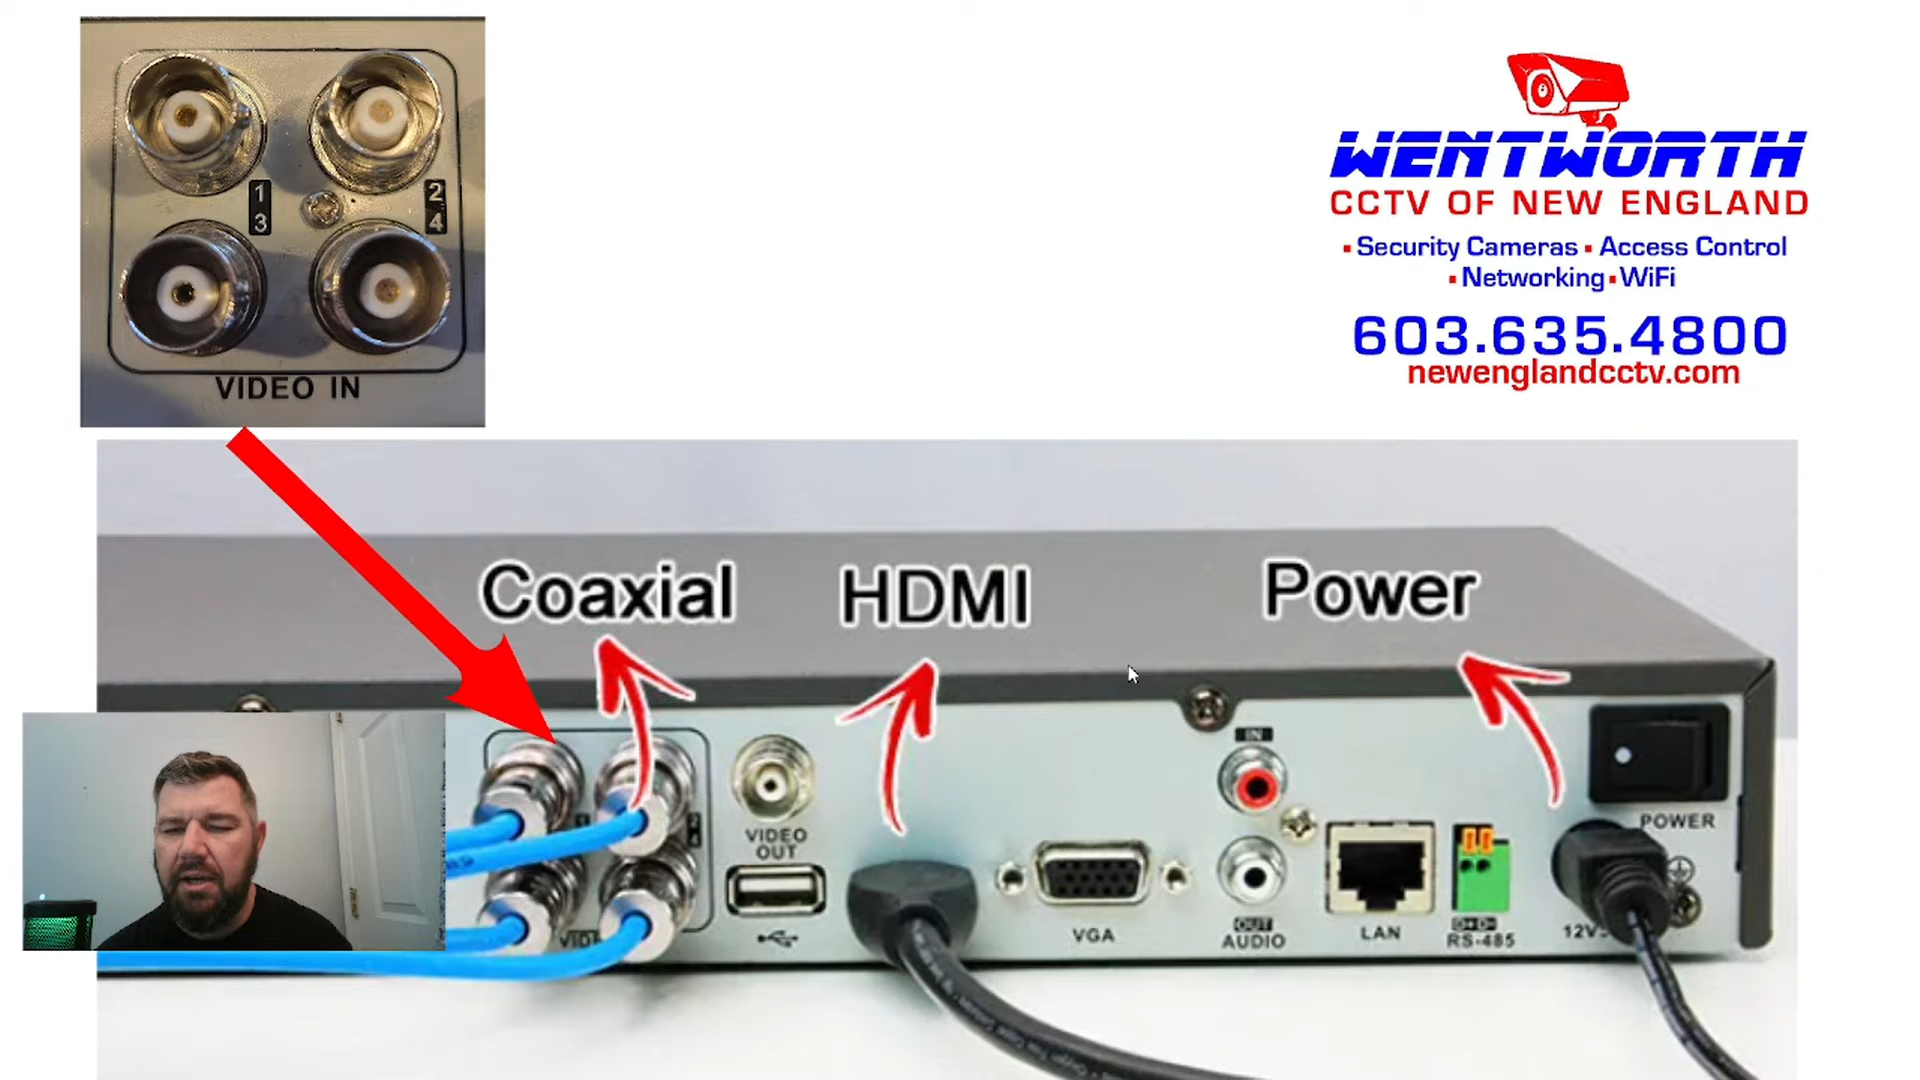 1
2
3
4
VIDEO IN
WENTWORTH
CCTV OF NEW ENGLAND
▪ Security Cameras ▪ Access Control
▪ Networking ▪ WiFi
603.635.4800
newenglandcctv.com
Coaxial
HDMI
Power
IN
VIDEO
OUT
POWER
VGA
OUT
AUDIO
LAN
D+ D-
RS-485